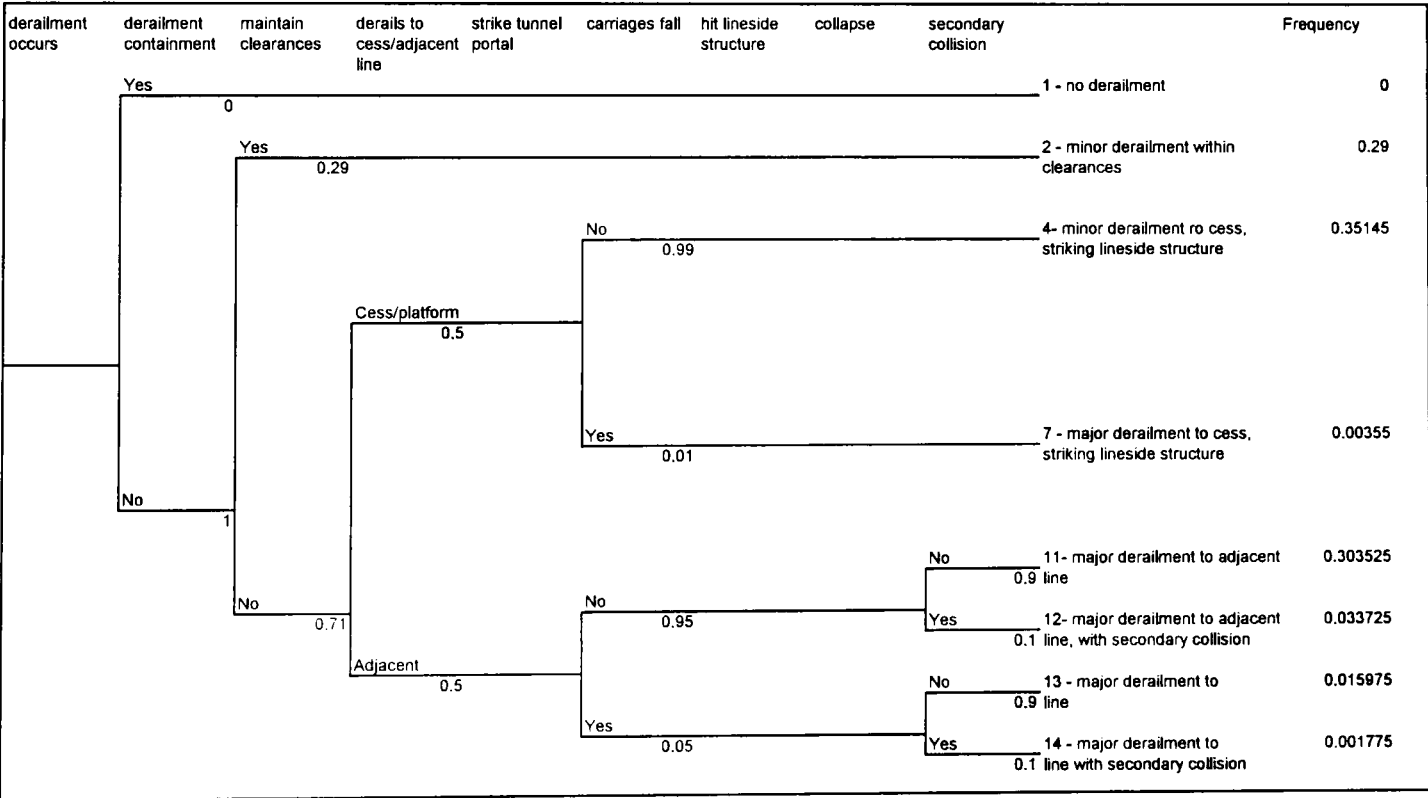 derailment occurs
derailment containment
maintain clearances
derails to cess/adjacent line
strike tunnel portal
carriages fall
hit lineside structure
collapse
secondary collision
Frequency
Yes
0
1 - no derailment
0
Yes
0.29
2 - minor derailment within
clearances
0.29
No
0.99
4- minor derailment ro cess,
striking lineside structure
0.35145
Cess/platform
0.5
Yes
0.01
7 - major derailment to cess,
striking lineside structure
0.00355
No
1
No
0.71
Adjacent
0.5
No
0.95
No
0.9
11- major derailment to adjacent
line
0.303525
Yes
0.1
12- major derailment to adjacent
line, with secondary collision
0.033725
Yes
0.05
No
0.9
13 - major derailment to
line
0.015975
Yes
0.1
14 - major derailment to
line with secondary collision
0.001775